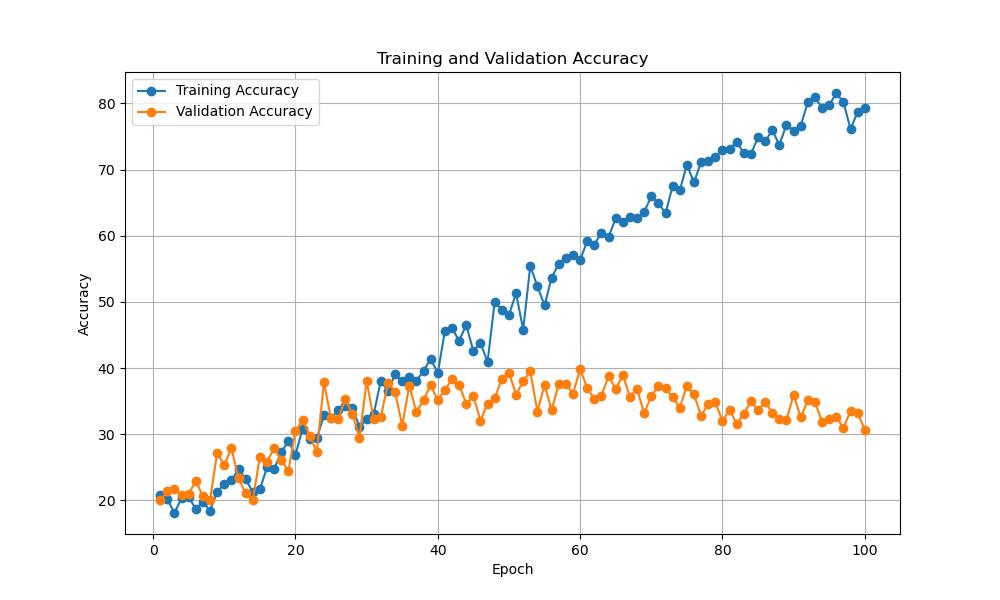 Training and Validation Accuracy
Training Accuracy
Validation Accuracy
Accuracy
80
70
60
50
40
30
20
0 20 40 60 80 100
Epoch